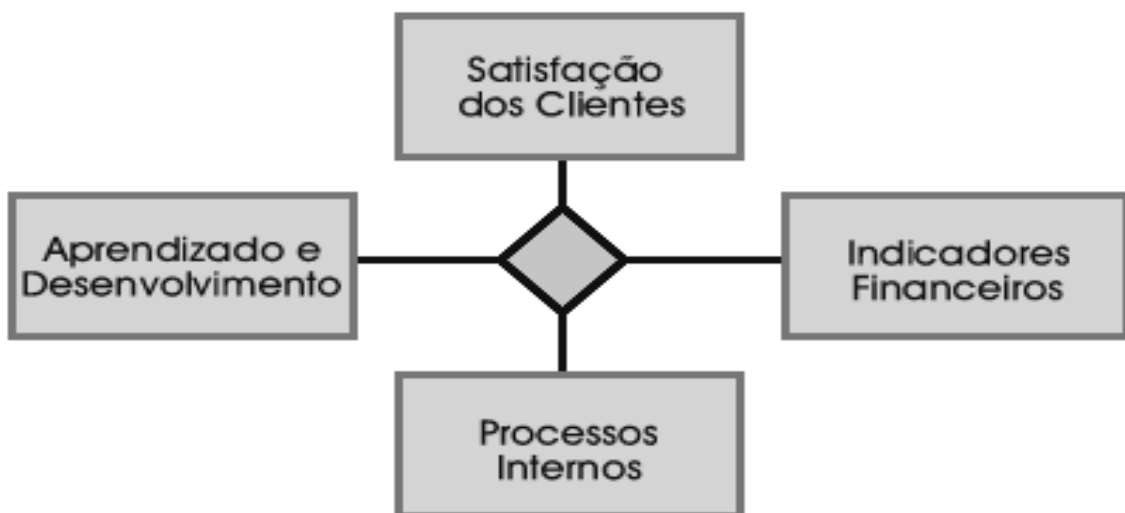 Satisfação
dos Clientes
Aprendizado e
Desenvolvimento
Indicadores
Financeiros
Processos
Internos